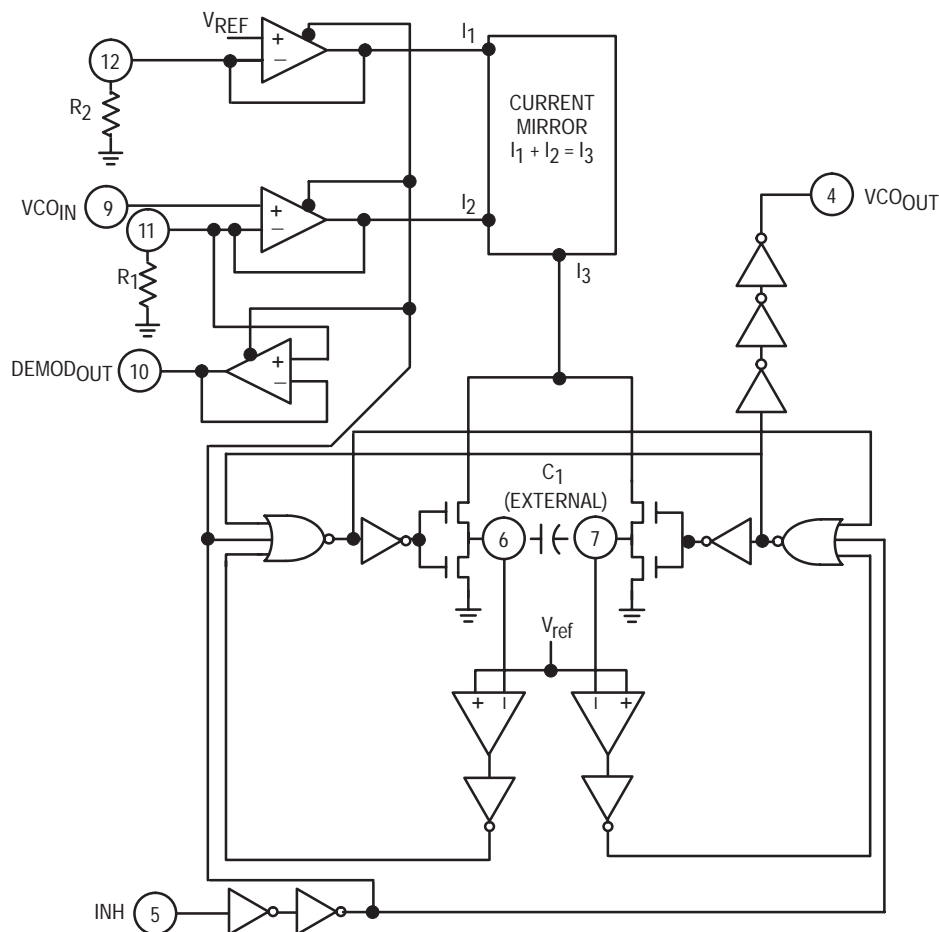 VREF
I1
12
+
−
R2
CURRENT
MIRROR
I1 + I2 = I3
VCOIN
9
+
−
I2
4
VCOOUT
11
R1
I3
DEMODOUT
10
+
−
C1
(EXTERNAL)
6
7
Vref
+
−
−
+
INH
5